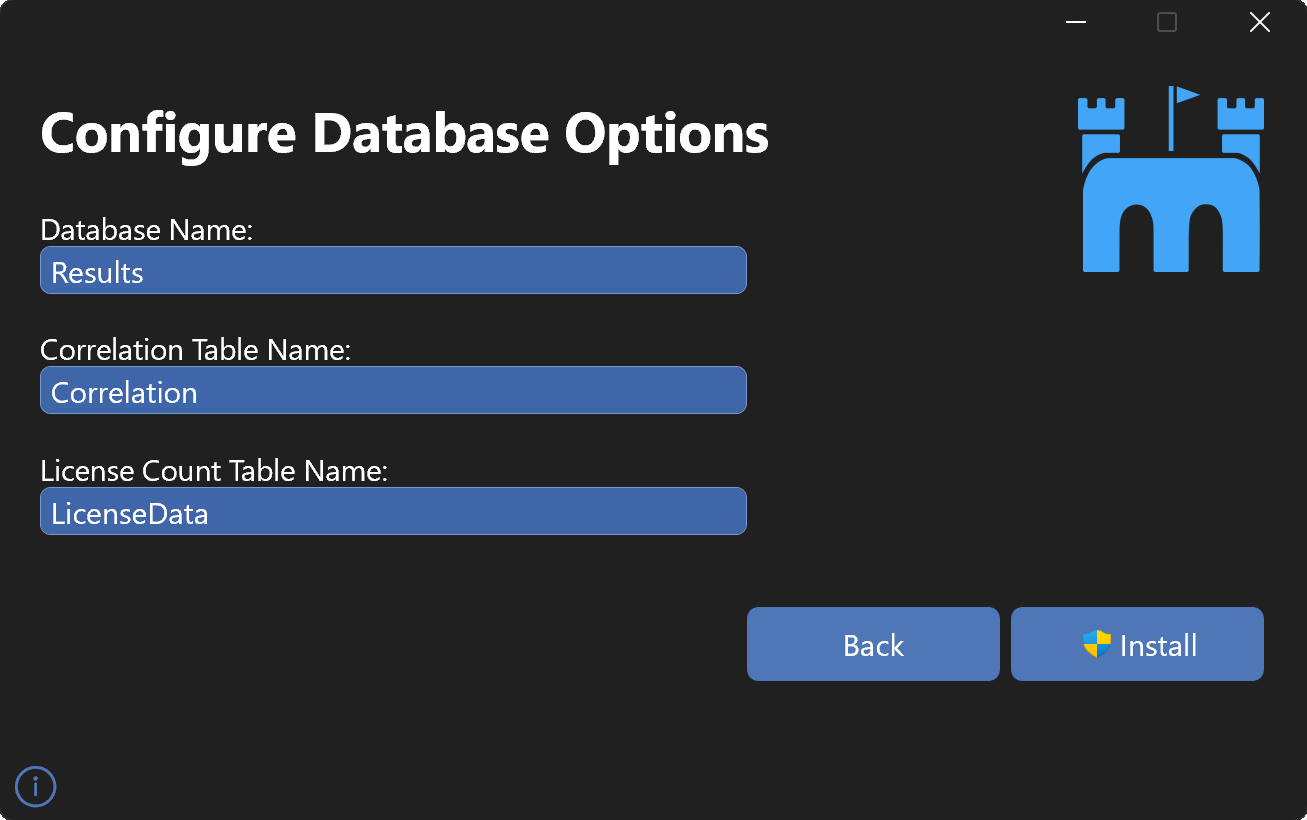 Configure Database Options
Database Name:
Results
Correlation Table Name:
Correlation
License Count Table Name:
LicenseData
Back
Install